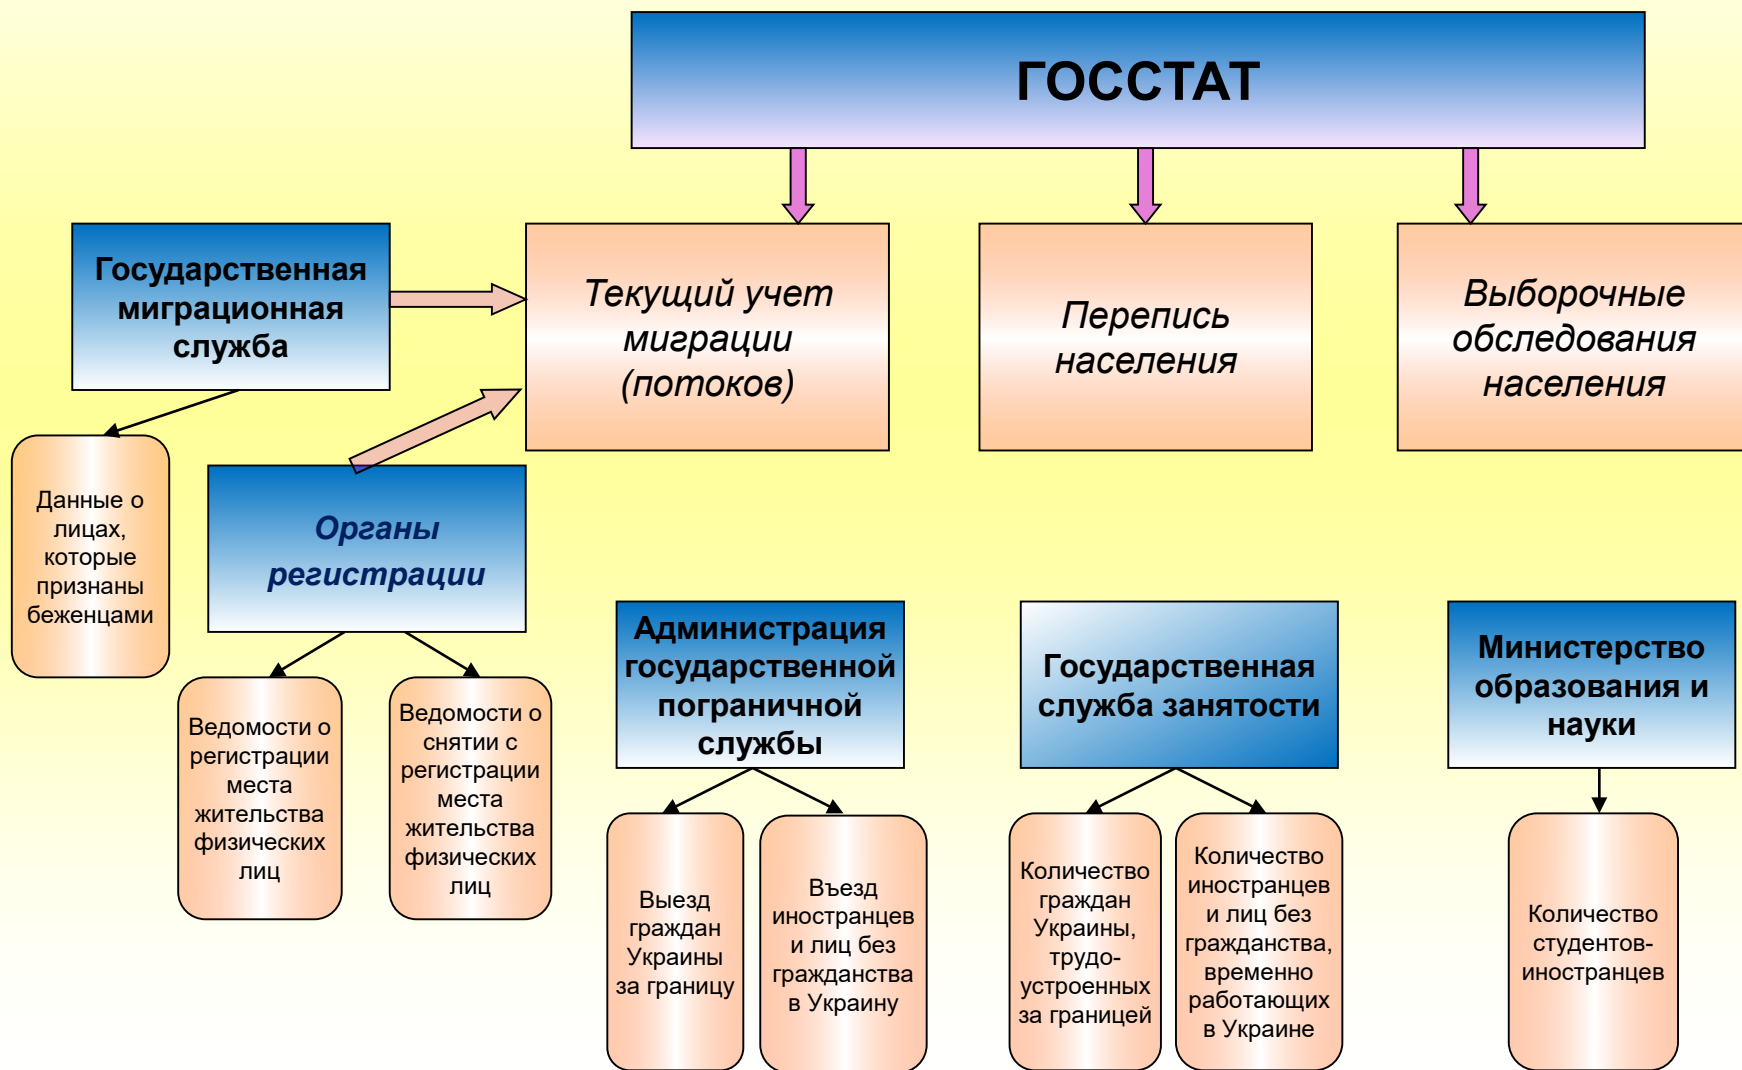 ГОССТАТ
Государственная
миграционная
служба
Текущий учет
миграции
(потоков)
Перепись
населения
Выборочные
обследования
населения
Данные о
лицах,
которые
признаны
беженцами
Органы
регистрации
Ведомости о
регистрации
места
жительства
физических
лиц
Ведомости о
снятии с
регистрации
места
жительства
физических
лиц
Администрация
государственной
пограничной
службы
Государственная
служба занятости
Министерство
образования и
науки
Выезд
граждан
Украины
за границу
Въезд
иностранцев
и лиц без
гражданства
в Украину
Количество
граждан
Украины,
трудо-
устроенных
за границей
Количество
иностранцев
и лиц без
гражданства,
временно
работающих
в Украине
Количество
студентов-
иностранцев